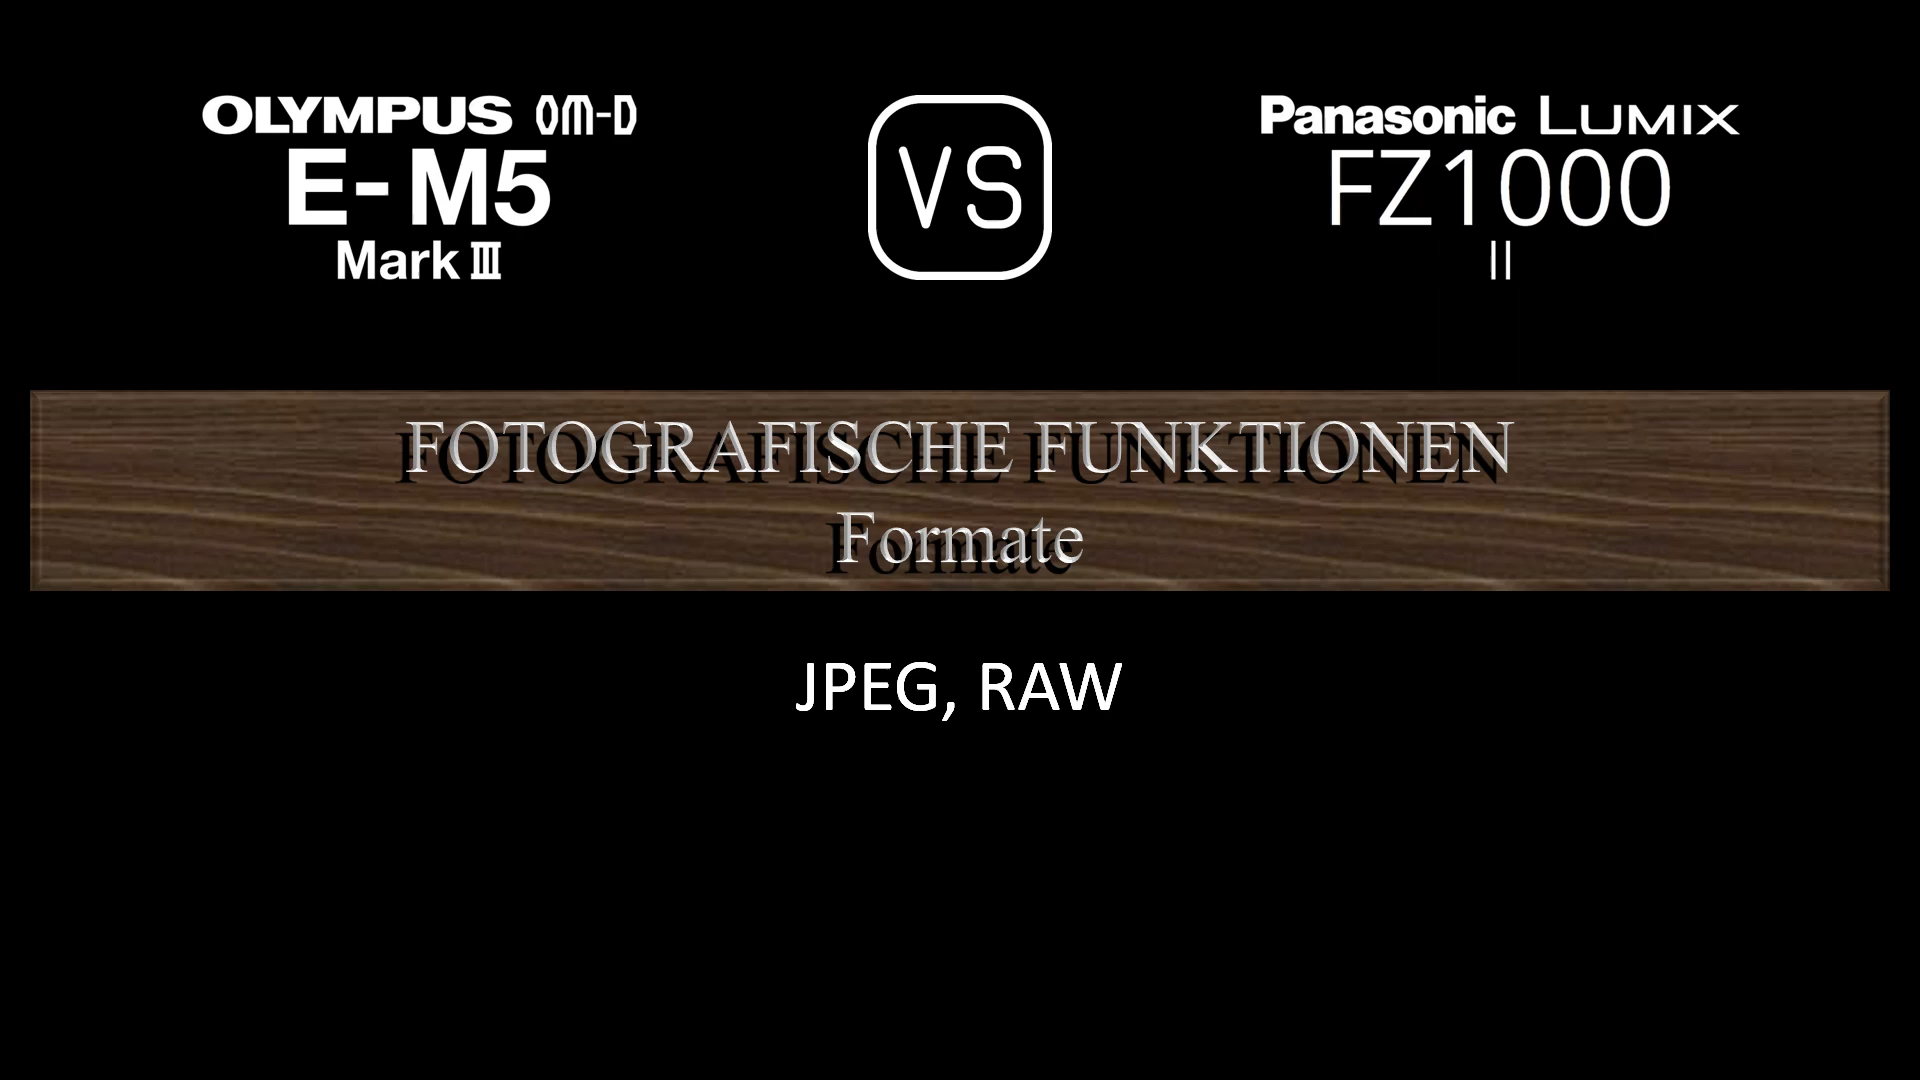 OLYMPUS OM-D
E-M5
Mark III
VS
Panasonic LUMIX
FZ1000
II
FOTOGRAFISCHE FUNKTIONEN
Formate
JPEG, RAW